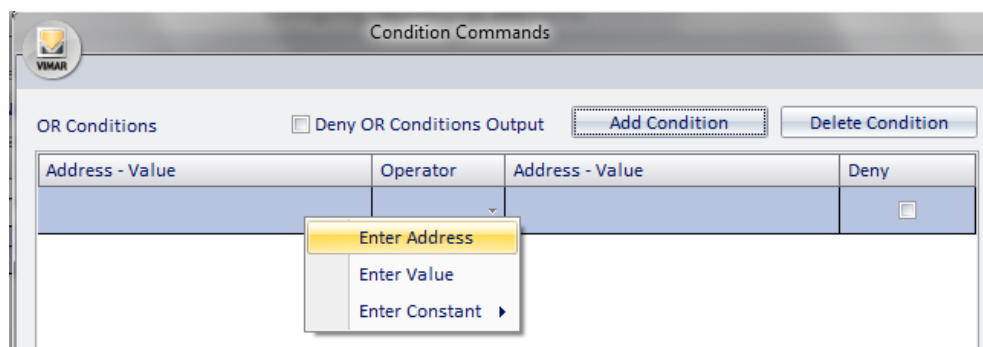 Condition Commands
VIMAR
OR Conditions Deny OR Conditions Output Add Condition Delete Condition
Address - Value Operator Address - Value Deny
Enter Address
Enter Value
Enter Constant